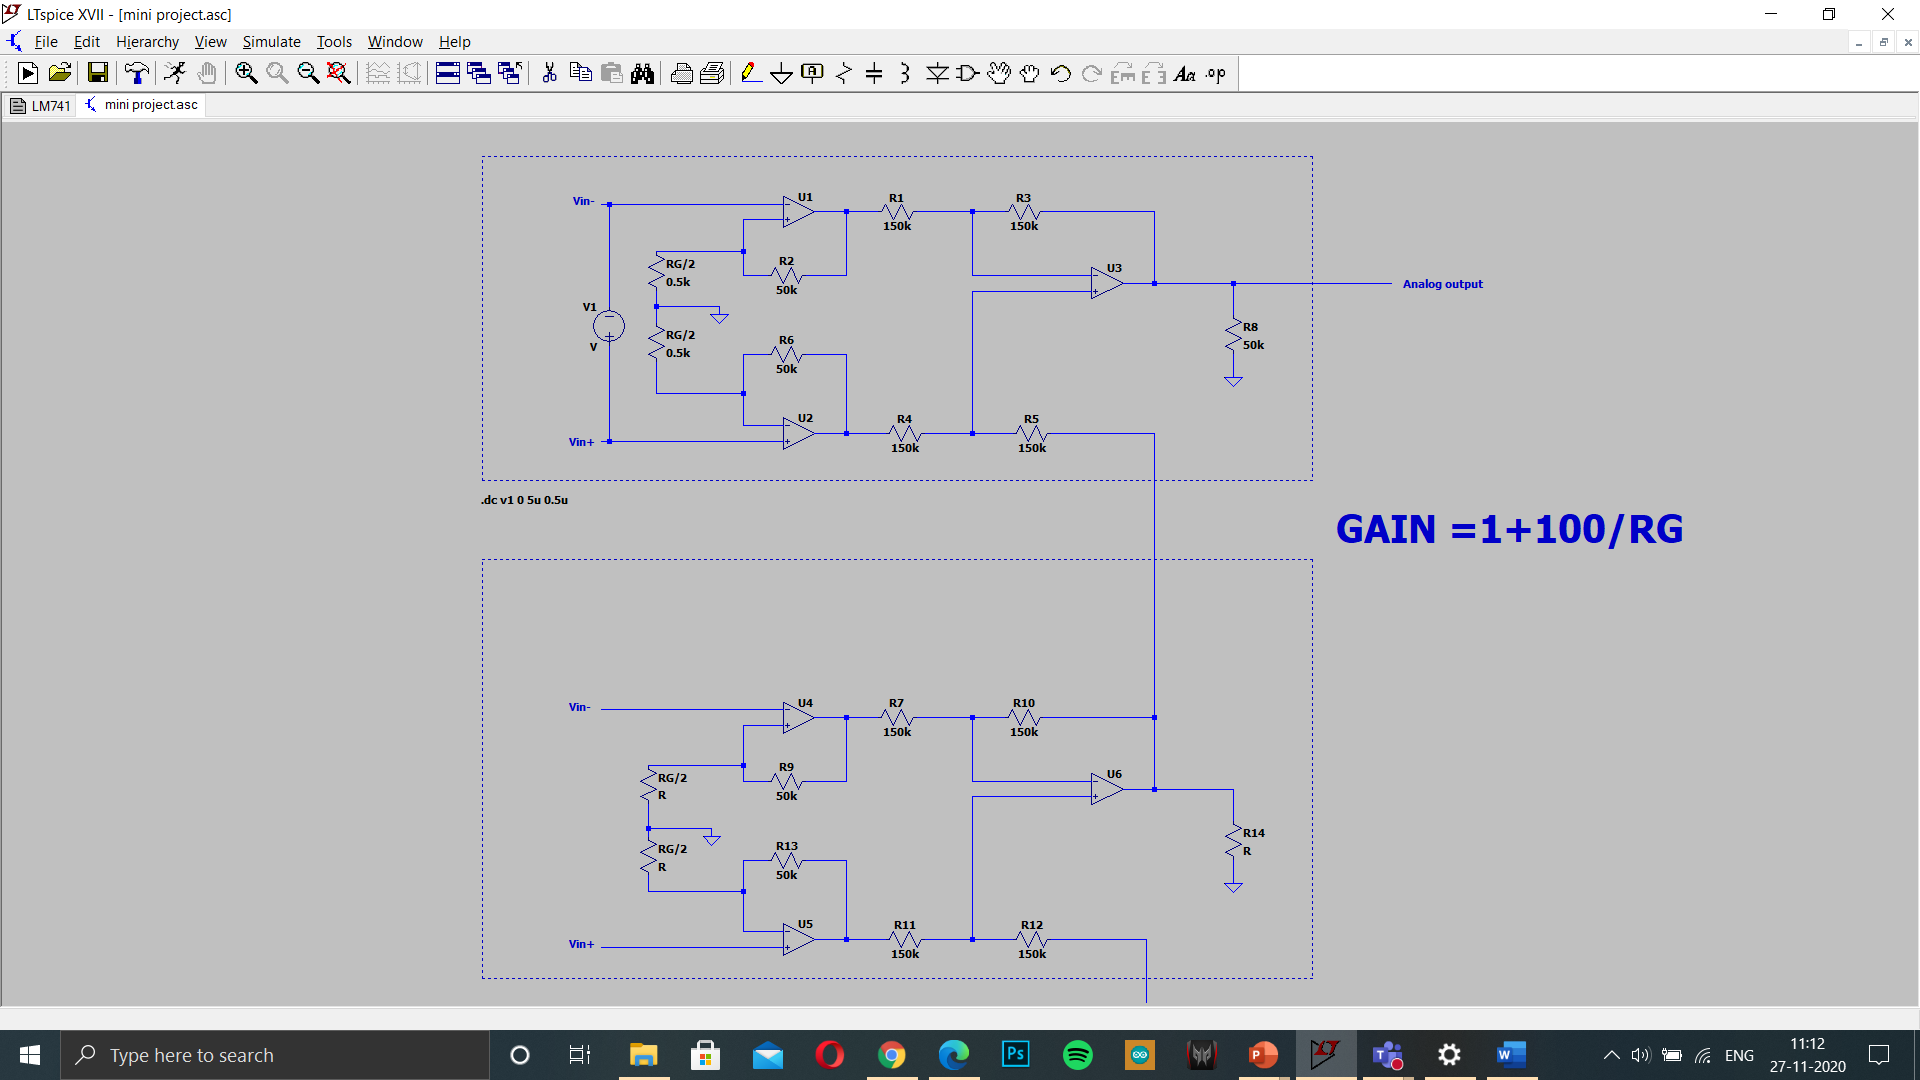 LTspice XVII - [mini project.asc]
File Edit Hierarchy View Simulate Tools Window Help
A Aa .op
LM741 mini project.asc
Vin-
U1
R1
150k
R3
150k
RG/2
0.5k
R2
50k
U3
Analog output
V1
V
RG/2
0.5k
R6
50k
R8
50k
U2
Vin+
R4
150k
R5
150k
.dc v1 0 5u 0.5u
GAIN =1+100/RG
Vin-
U4
R7
150k
R10
150k
RG/2
R
R9
50k
U6
RG/2
R
R13
50k
R14
R
U5
Vin+
R11
150k
R12
150k
Type here to search
Ps
P
T
W
ENG
11:12
27-11-2020